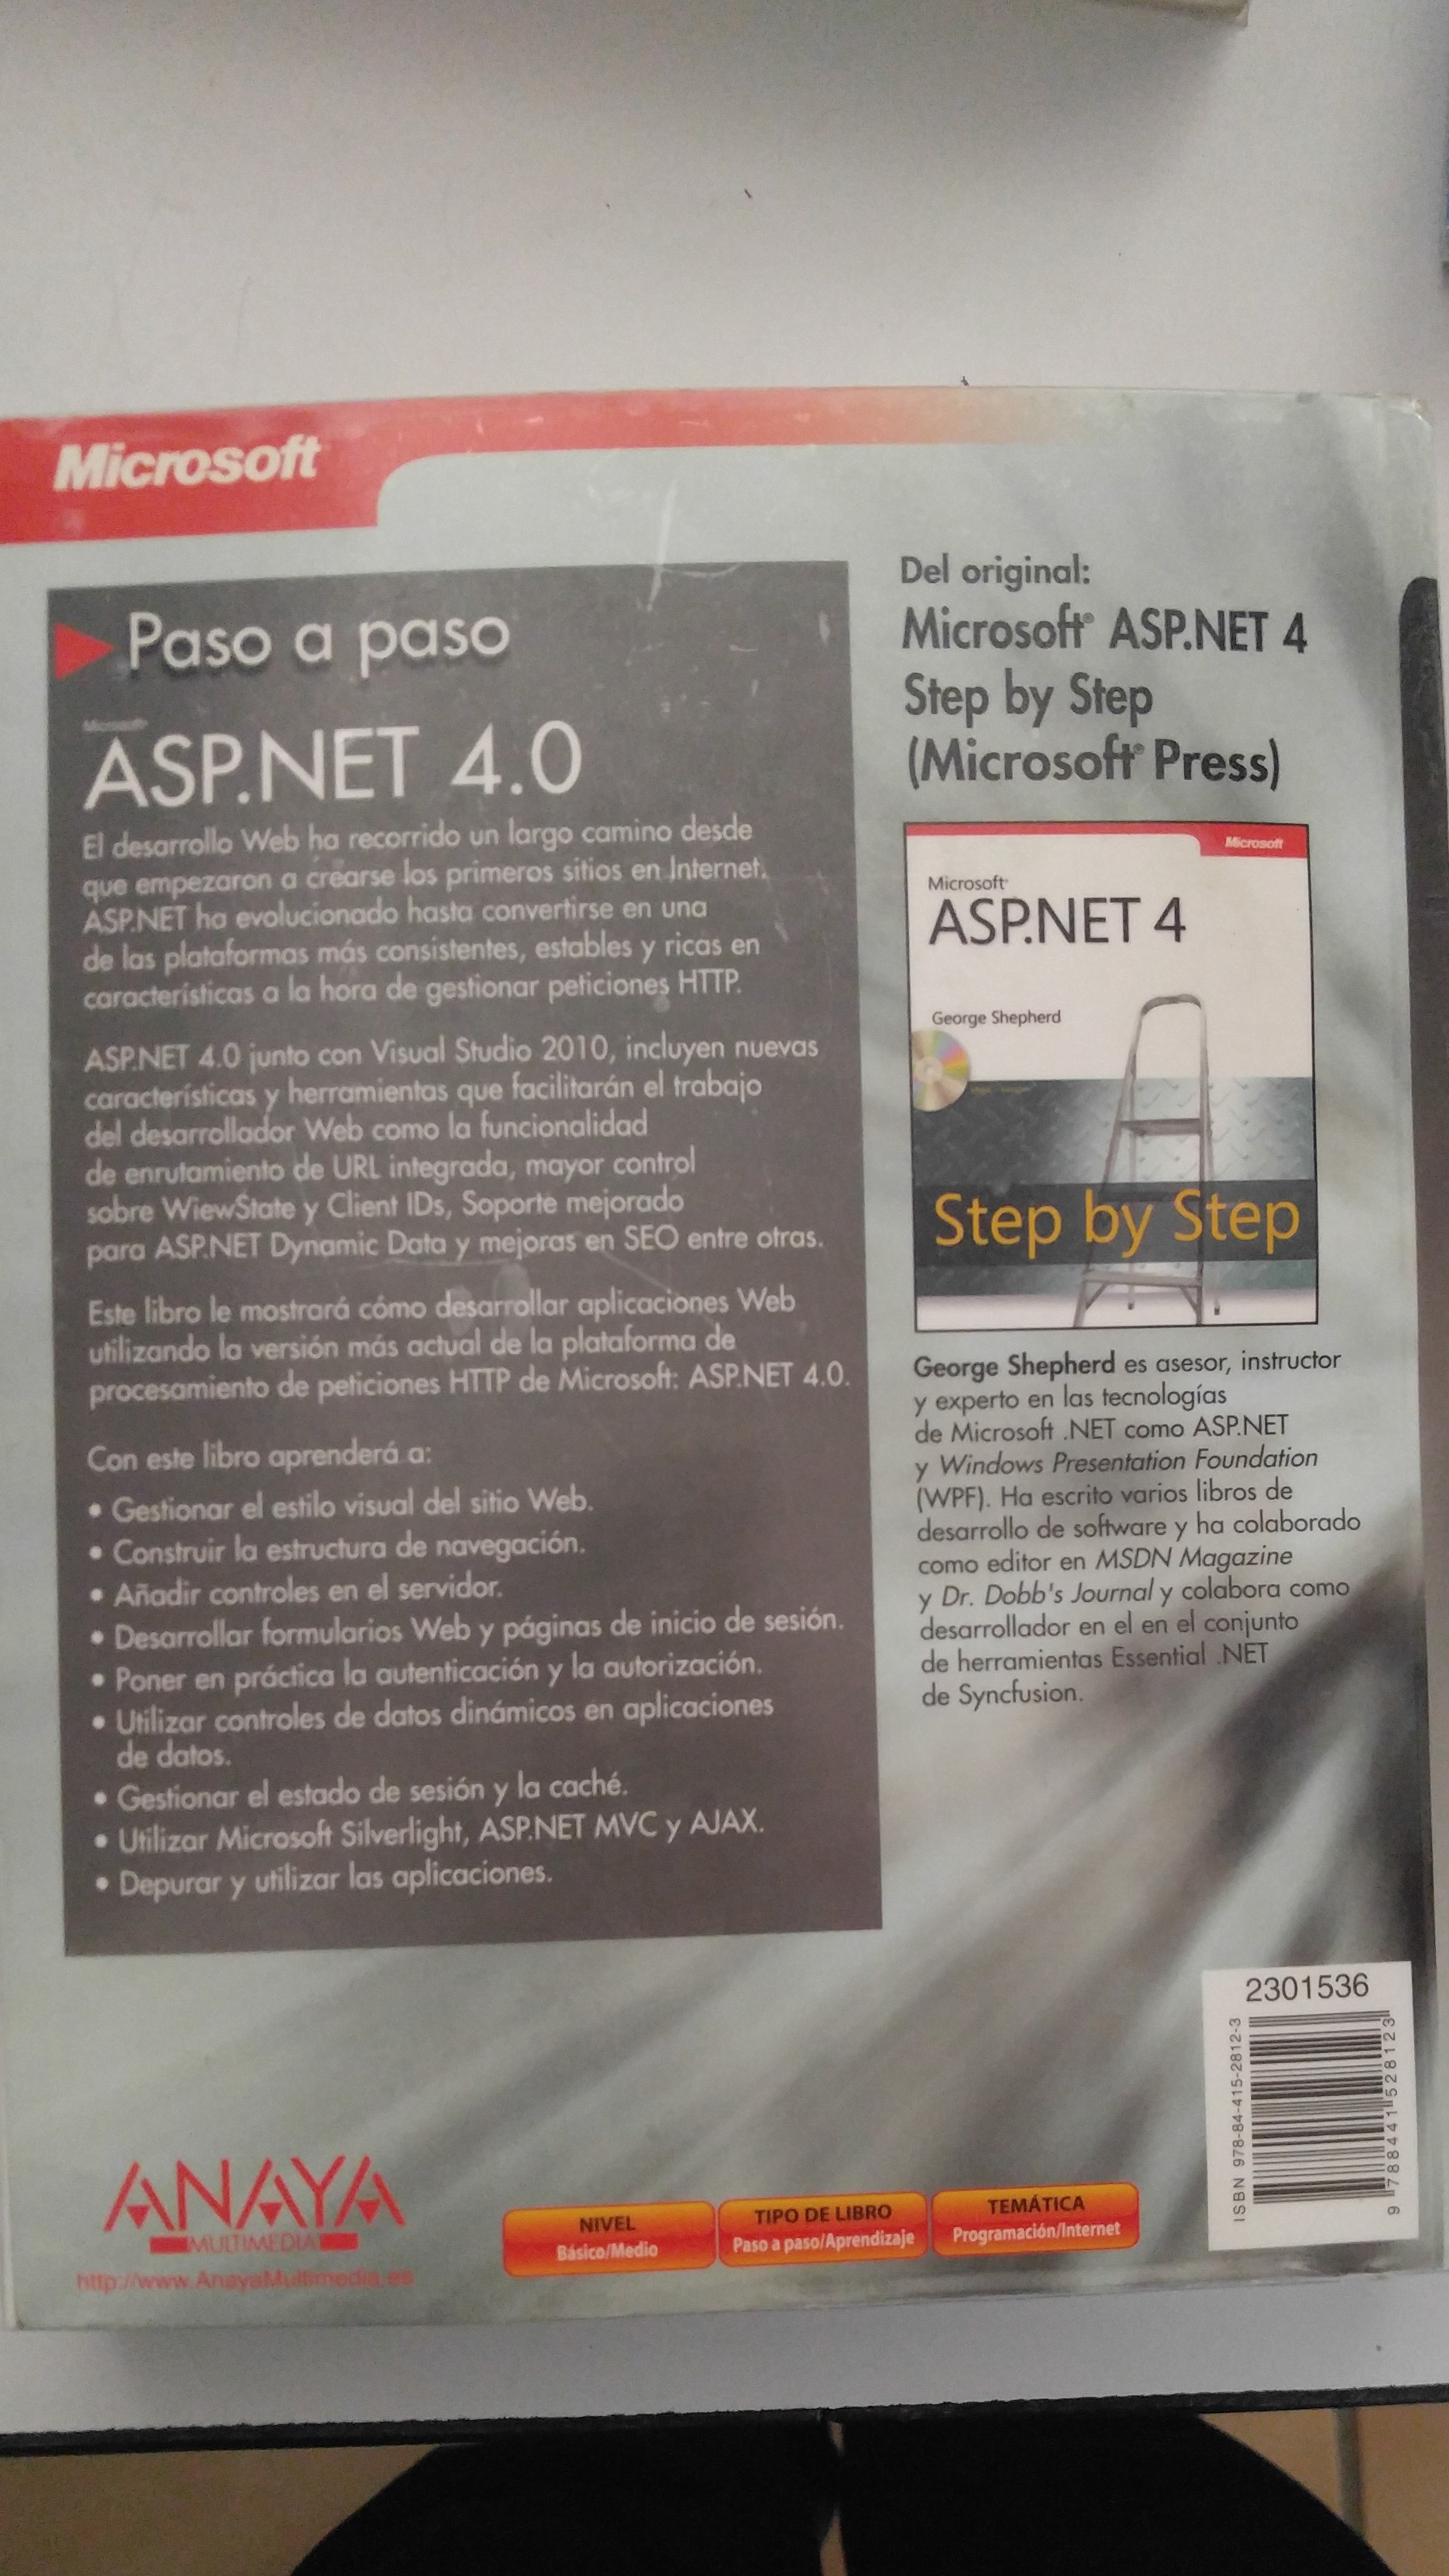 Microsoft
Paso a paso
Microsoft
ASP.NET 4.0
El desarrollo Web ha recorrido un largo camino desde
que empezaron a crearse los primeros sitios en Internet.
ASP.NET ha evolucionado hasta convertirse en una
de las plataformas más consistentes, estables y ricas en
características a la hora de gestionar peticiones HTTP.
ASP.NET 4.0 junto con Visual Studio 2010, incluyen nuevas
características y herramientas que facilitarán el trabajo
del desarrollador Web como la funcionalidad
de enrutamiento de URL integrada, mayor control
sobre WiewState y Client IDs, Soporte mejorado
para ASP.NET Dynamic Data y mejoras en SEO entre otras.
Este libro le mostrará cómo desarrollar aplicaciones Web
utilizando la versión más actual de la plataforma de
procesamiento de peticiones HTTP de Microsoft: ASP.NET 4.0.
Con este libro aprenderá a:
• Gestionar el estilo visual del sitio Web.
• Construir la estructura de navegación.
• Añadir controles en el servidor.
• Desarrollar formularios Web y páginas de inicio de sesión.
• Poner en práctica la autenticación y la autorización.
• Utilizar controles de datos dinámicos en aplicaciones
de datos.
• Gestionar el estado de sesión y la caché.
• Utilizar Microsoft Silverlight, ASP.NET MVC y AJAX.
• Depurar y utilizar las aplicaciones.
Del original:
Microsoft® ASP.NET 4
Step by Step
(Microsoft® Press)
Microsoft
Microsoft®
ASP.NET 4
George Shepherd
Step by Step
George Shepherd es asesor, instructor
y experto en las tecnologías
de Microsoft .NET como ASP.NET
y Windows Presentation Foundation
(WPF). Ha escrito varios libros de
desarrollo de software y ha colaborado
como editor en MSDN Magazine
y Dr. Dobb's Journal y colabora como
desarrollador en el en el conjunto
de herramientas Essential .NET
de Syncfusion.
2301536
ISBN 978-84-415-2812-3
9 788441 528123
ANAYA
MULTIMEDIA
http://www.AnayaMultimedia.es
NIVEL
Básico/Medio
TIPO DE LIBRO
Paso a paso/Aprendizaje
TEMÁTICA
Programación/Internet